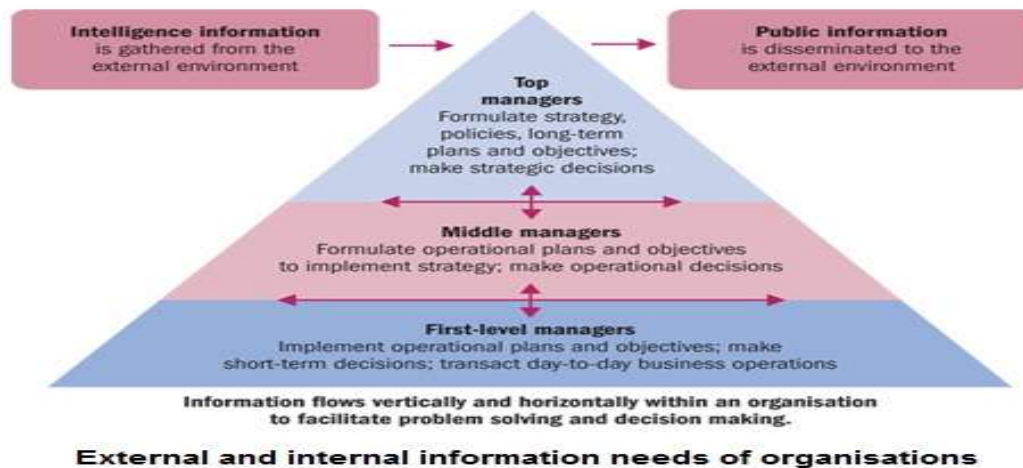 Intelligence information
is gathered from the
external environment
Public information
is disseminated to the
external environment
Top
managers
Formulate strategy,
policies, long-term
plans and objectives;
make strategic decisions
Middle managers
Formulate operational plans and objectives
to implement strategy; make operational decisions
First-level managers
Implement operational plans and objectives; make
short-term decisions; transact day-to-day business operations
Information flows vertically and horizontally within an organisation
to facilitate problem solving and decision making.
External and internal information needs of organisations